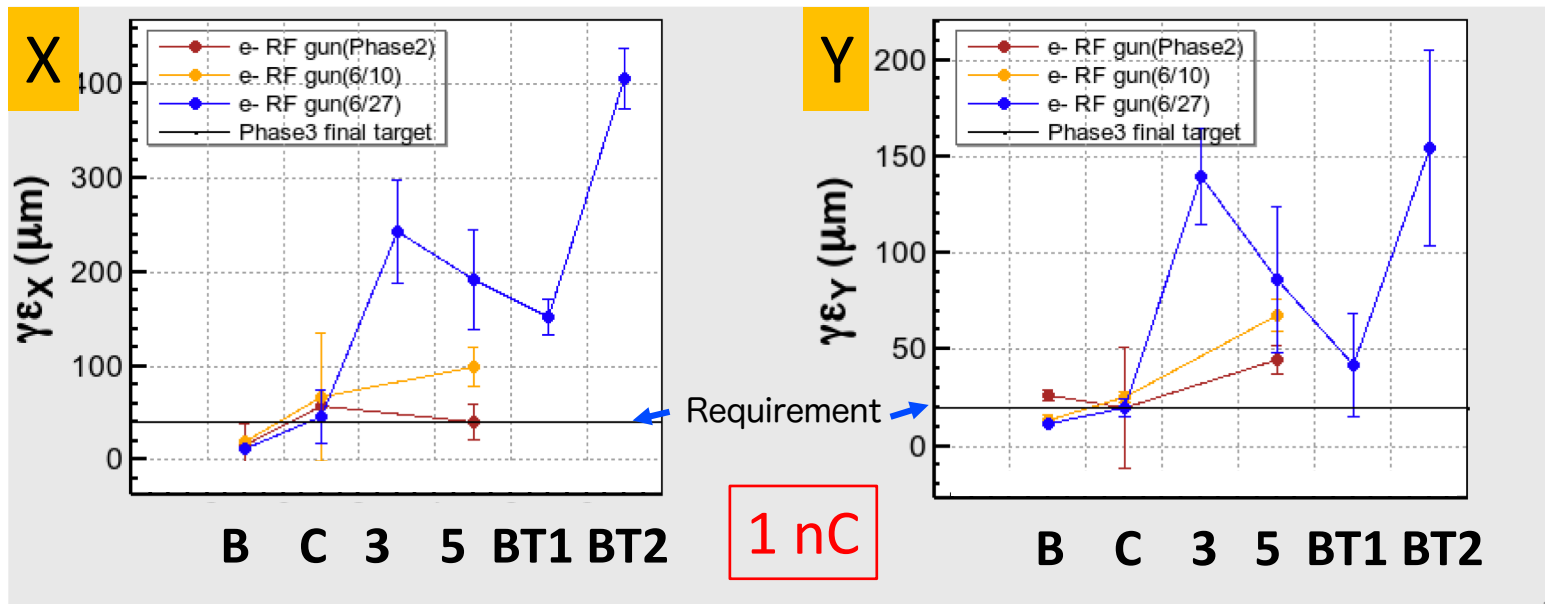 X
e- RF gun(Phase2)
e- RF gun(6/10)
e- RF gun(6/27)
Phase3 final target
400
300
200
100
0
γεX (μm)
B C 3 5 BT1 BT2
Requirement
1 nC
Y
e- RF gun(Phase2)
e- RF gun(6/10)
e- RF gun(6/27)
Phase3 final target
200
150
100
50
0
γεY (μm)
B C 3 5 BT1 BT2